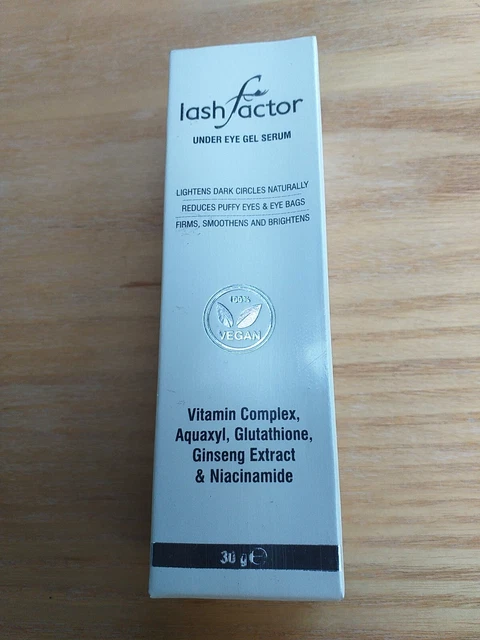 lashfactor
UNDER EYE GEL SERUM
LIGHTENS DARK CIRCLES NATURALLY
REDUCES PUFFY EYES & EYE BAGS
FIRMS, SMOOTHENS AND BRIGHTENS
100%
VEGAN
Vitamin Complex,
Aquaxyl, Glutathione,
Ginseng Extract
& Niacinamide
30 g ℮